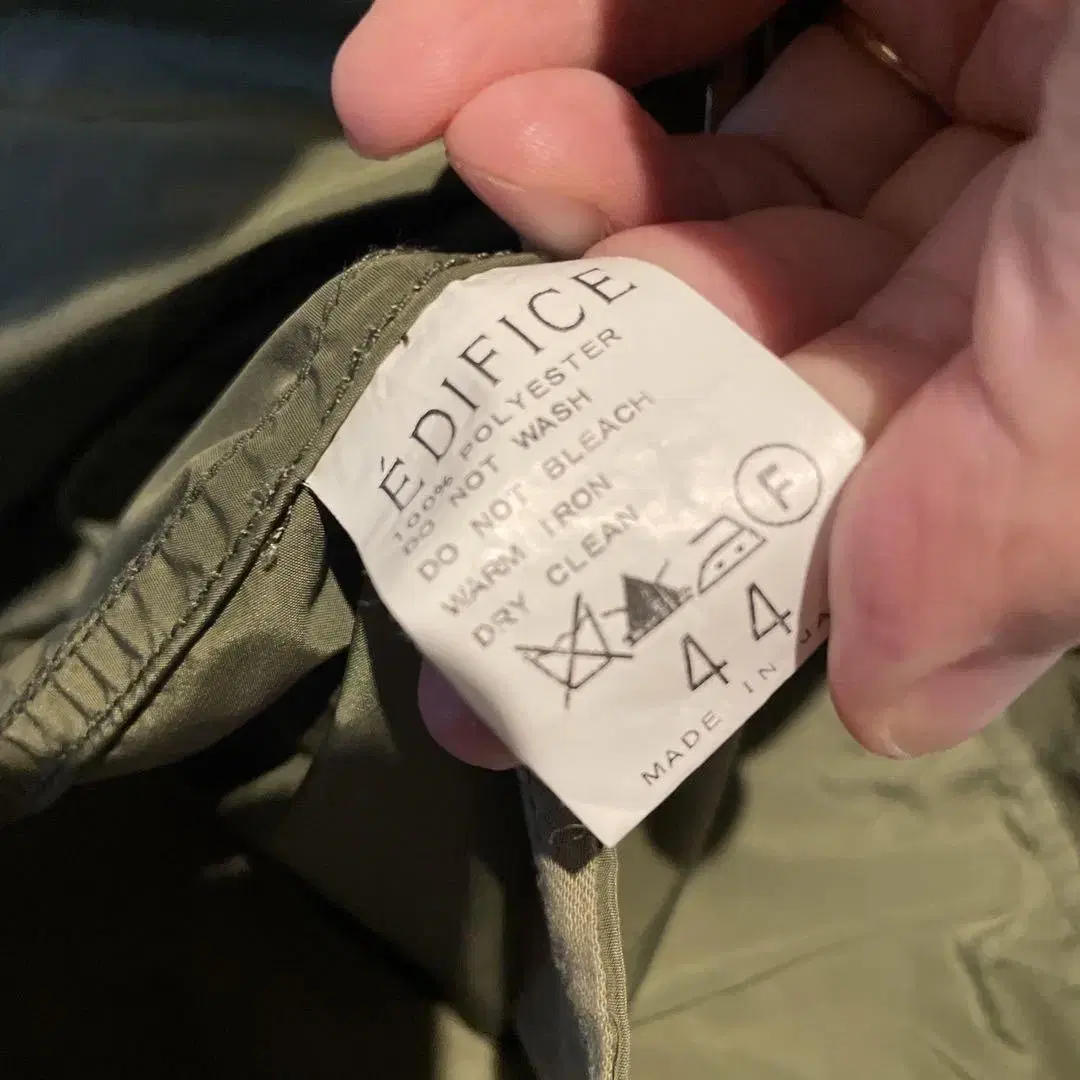 ÉDIFICE
100% POLYESTER
DO NOT WASH
DO NOT BLEACH
WARM IRON
DRY CLEAN
F
44
MADE IN